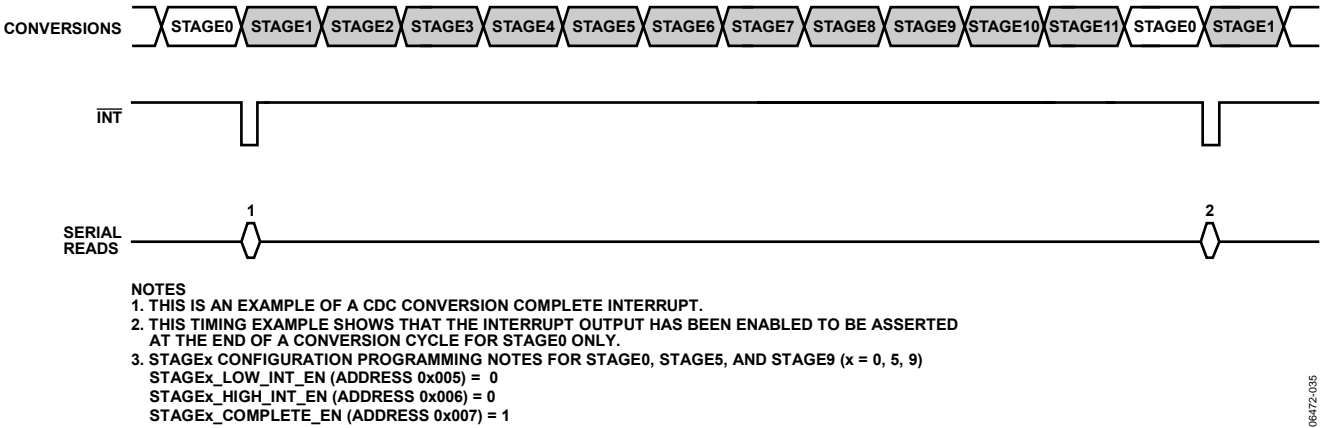 CONVERSIONS STAGE0 STAGE1 STAGE2 STAGE3 STAGE4 STAGE5 STAGE6 STAGE7 STAGE8 STAGE9 STAGE10 STAGE11 STAGE0 STAGE1
INT
1 2
SERIAL
READS
NOTES
1. THIS IS AN EXAMPLE OF A CDC CONVERSION COMPLETE INTERRUPT.
2. THIS TIMING EXAMPLE SHOWS THAT THE INTERRUPT OUTPUT HAS BEEN ENABLED TO BE ASSERTED
AT THE END OF A CONVERSION CYCLE FOR STAGE0 ONLY.
3. STAGEx CONFIGURATION PROGRAMMING NOTES FOR STAGE0, STAGE5, AND STAGE9 (x = 0, 5, 9)
STAGEx_LOW_INT_EN (ADDRESS 0x005) = 0
STAGEx_HIGH_INT_EN (ADDRESS 0x006) = 0
STAGEx_COMPLETE_EN (ADDRESS 0x007) = 1
06472-035